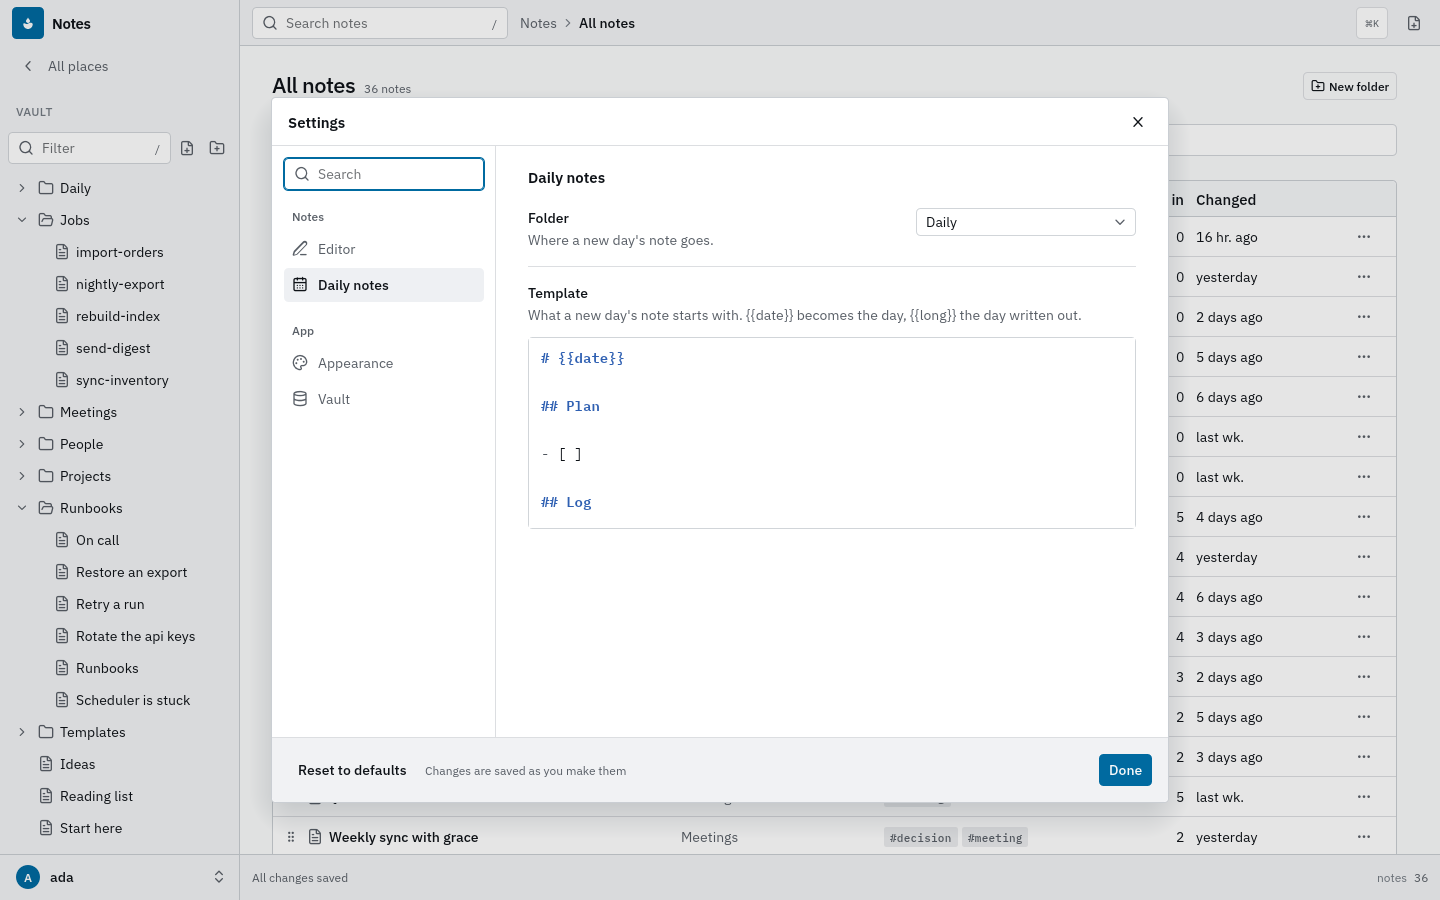 Notes
All places
VAULT
Filter /
Daily
Jobs
import-orders
nightly-export
rebuild-index
send-digest
sync-inventory
Meetings
People
Projects
Runbooks
On call
Restore an export
Retry a run
Rotate the api keys
Runbooks
Scheduler is stuck
Templates
Ideas
Reading list
Start here
A ada
Search notes /
Notes > All notes
⌘K
All notes 36 notes
New folder
Settings
Search
Notes
Editor
Daily notes
App
Appearance
Vault
Daily notes
Folder
Where a new day's note goes.
Daily
Template
What a new day's note starts with. {{date}} becomes the day, {{long}} the day written out.
# {{date}}
## Plan
- [ ]
## Log
Reset to defaults
Changes are saved as you make them
Done
in Changed
0 16 hr. ago
0 yesterday
0 2 days ago
0 5 days ago
0 6 days ago
0 last wk.
0 last wk.
5 4 days ago
4 yesterday
4 6 days ago
4 3 days ago
3 2 days ago
2 5 days ago
2 3 days ago
5 last wk.
Weekly sync with grace Meetings #decision #meeting 2 yesterday
All changes saved
notes 36